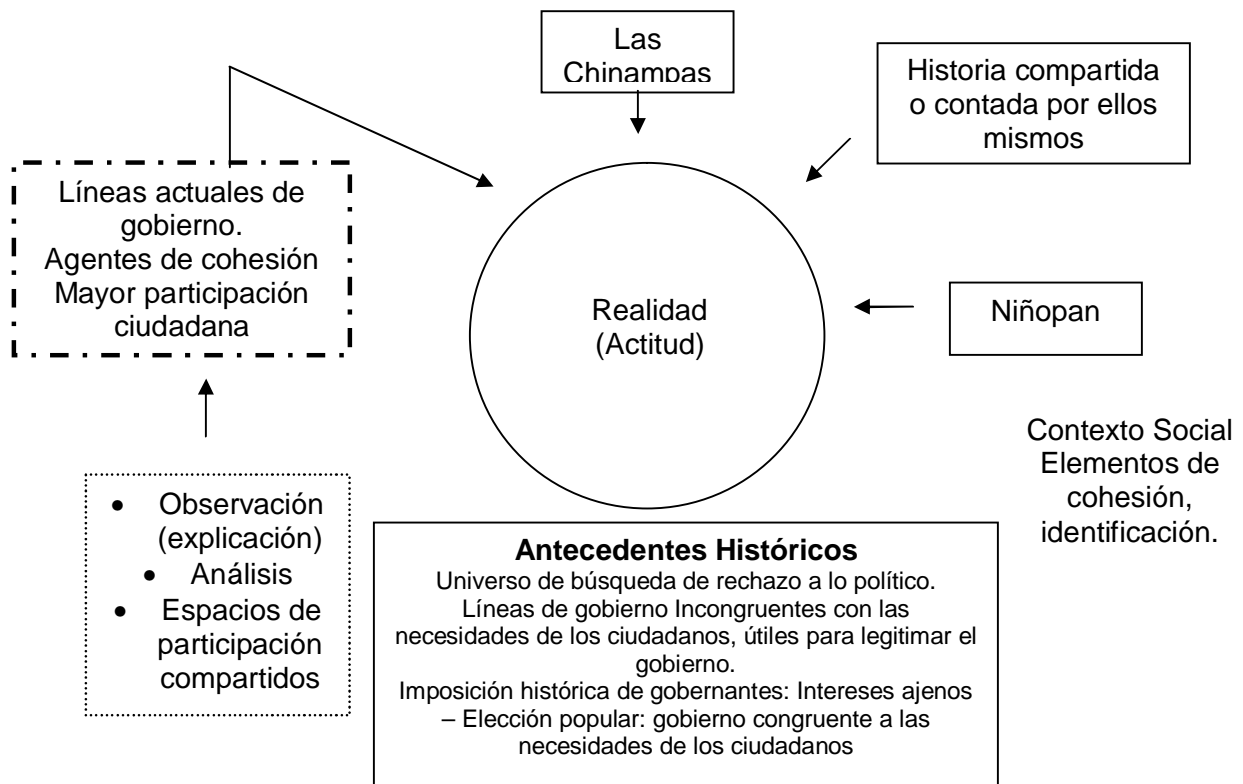 Las
Chinampas
Historia compartida
o contada por ellos
mismos
Líneas actuales de
gobierno.
Agentes de cohesión
Mayor participación
ciudadana
Realidad
(Actitud)
Niñopan
Contexto Social
Elementos de
cohesión,
identificación.
• Observación
(explicación)
• Análisis
• Espacios de
participación
compartidos
Antecedentes Históricos
Universo de búsqueda de rechazo a lo político.
Líneas de gobierno Incongruentes con las
necesidades de los ciudadanos, útiles para legitimar el
gobierno.
Imposición histórica de gobernantes: Intereses ajenos
– Elección popular: gobierno congruente a las
necesidades de los ciudadanos